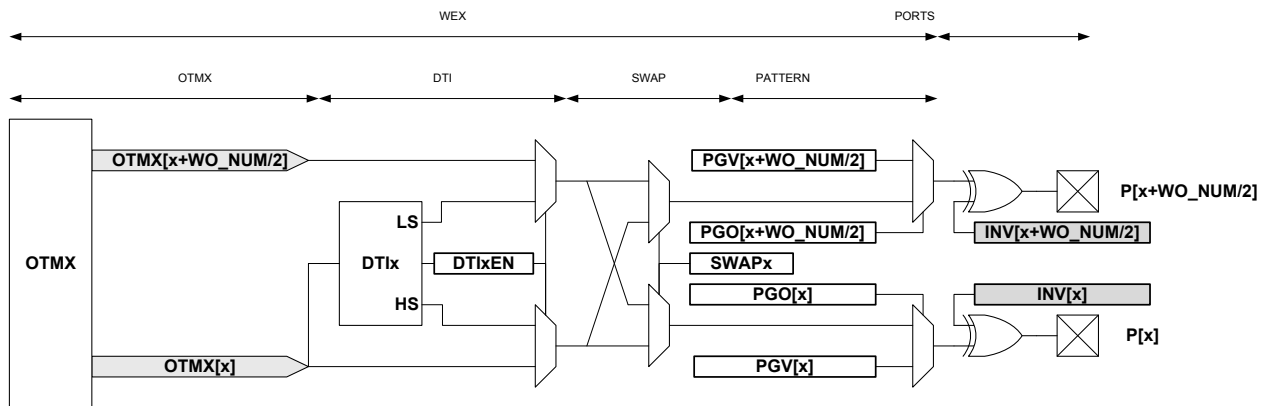 WEX
PORTS
OTMX
DTI
SWAP
PATTERN
OTMX[x+WO_NUM/2]
PGV[x+WO_NUM/2]
P[x+WO_NUM/2]
LS
PGO[x+WO_NUM/2]
INV[x+WO_NUM/2]
OTMX
DTIx
DTIxEN
SWAPx
HS
PGO[x]
INV[x]
P[x]
OTMX[x]
PGV[x]